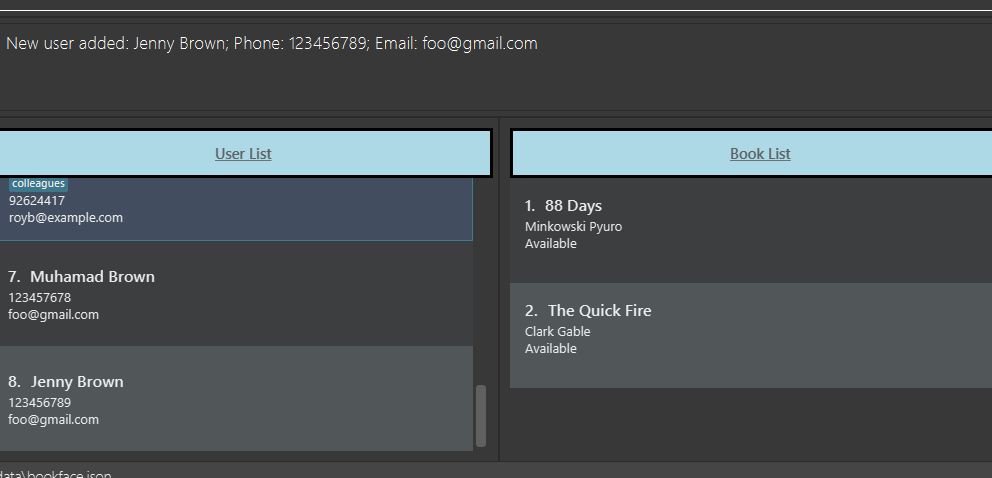 New user added: Jenny Brown; Phone: 123456789; Email: foo@gmail.com
User List
colleagues
92624417
royb@example.com
7. Muhamad Brown
123457678
foo@gmail.com
8. Jenny Brown
123456789
foo@gmail.com
Book List
1. 88 Days
Minkowski Pyuro
Available
2. The Quick Fire
Clark Gable
Available
data\bookface.json